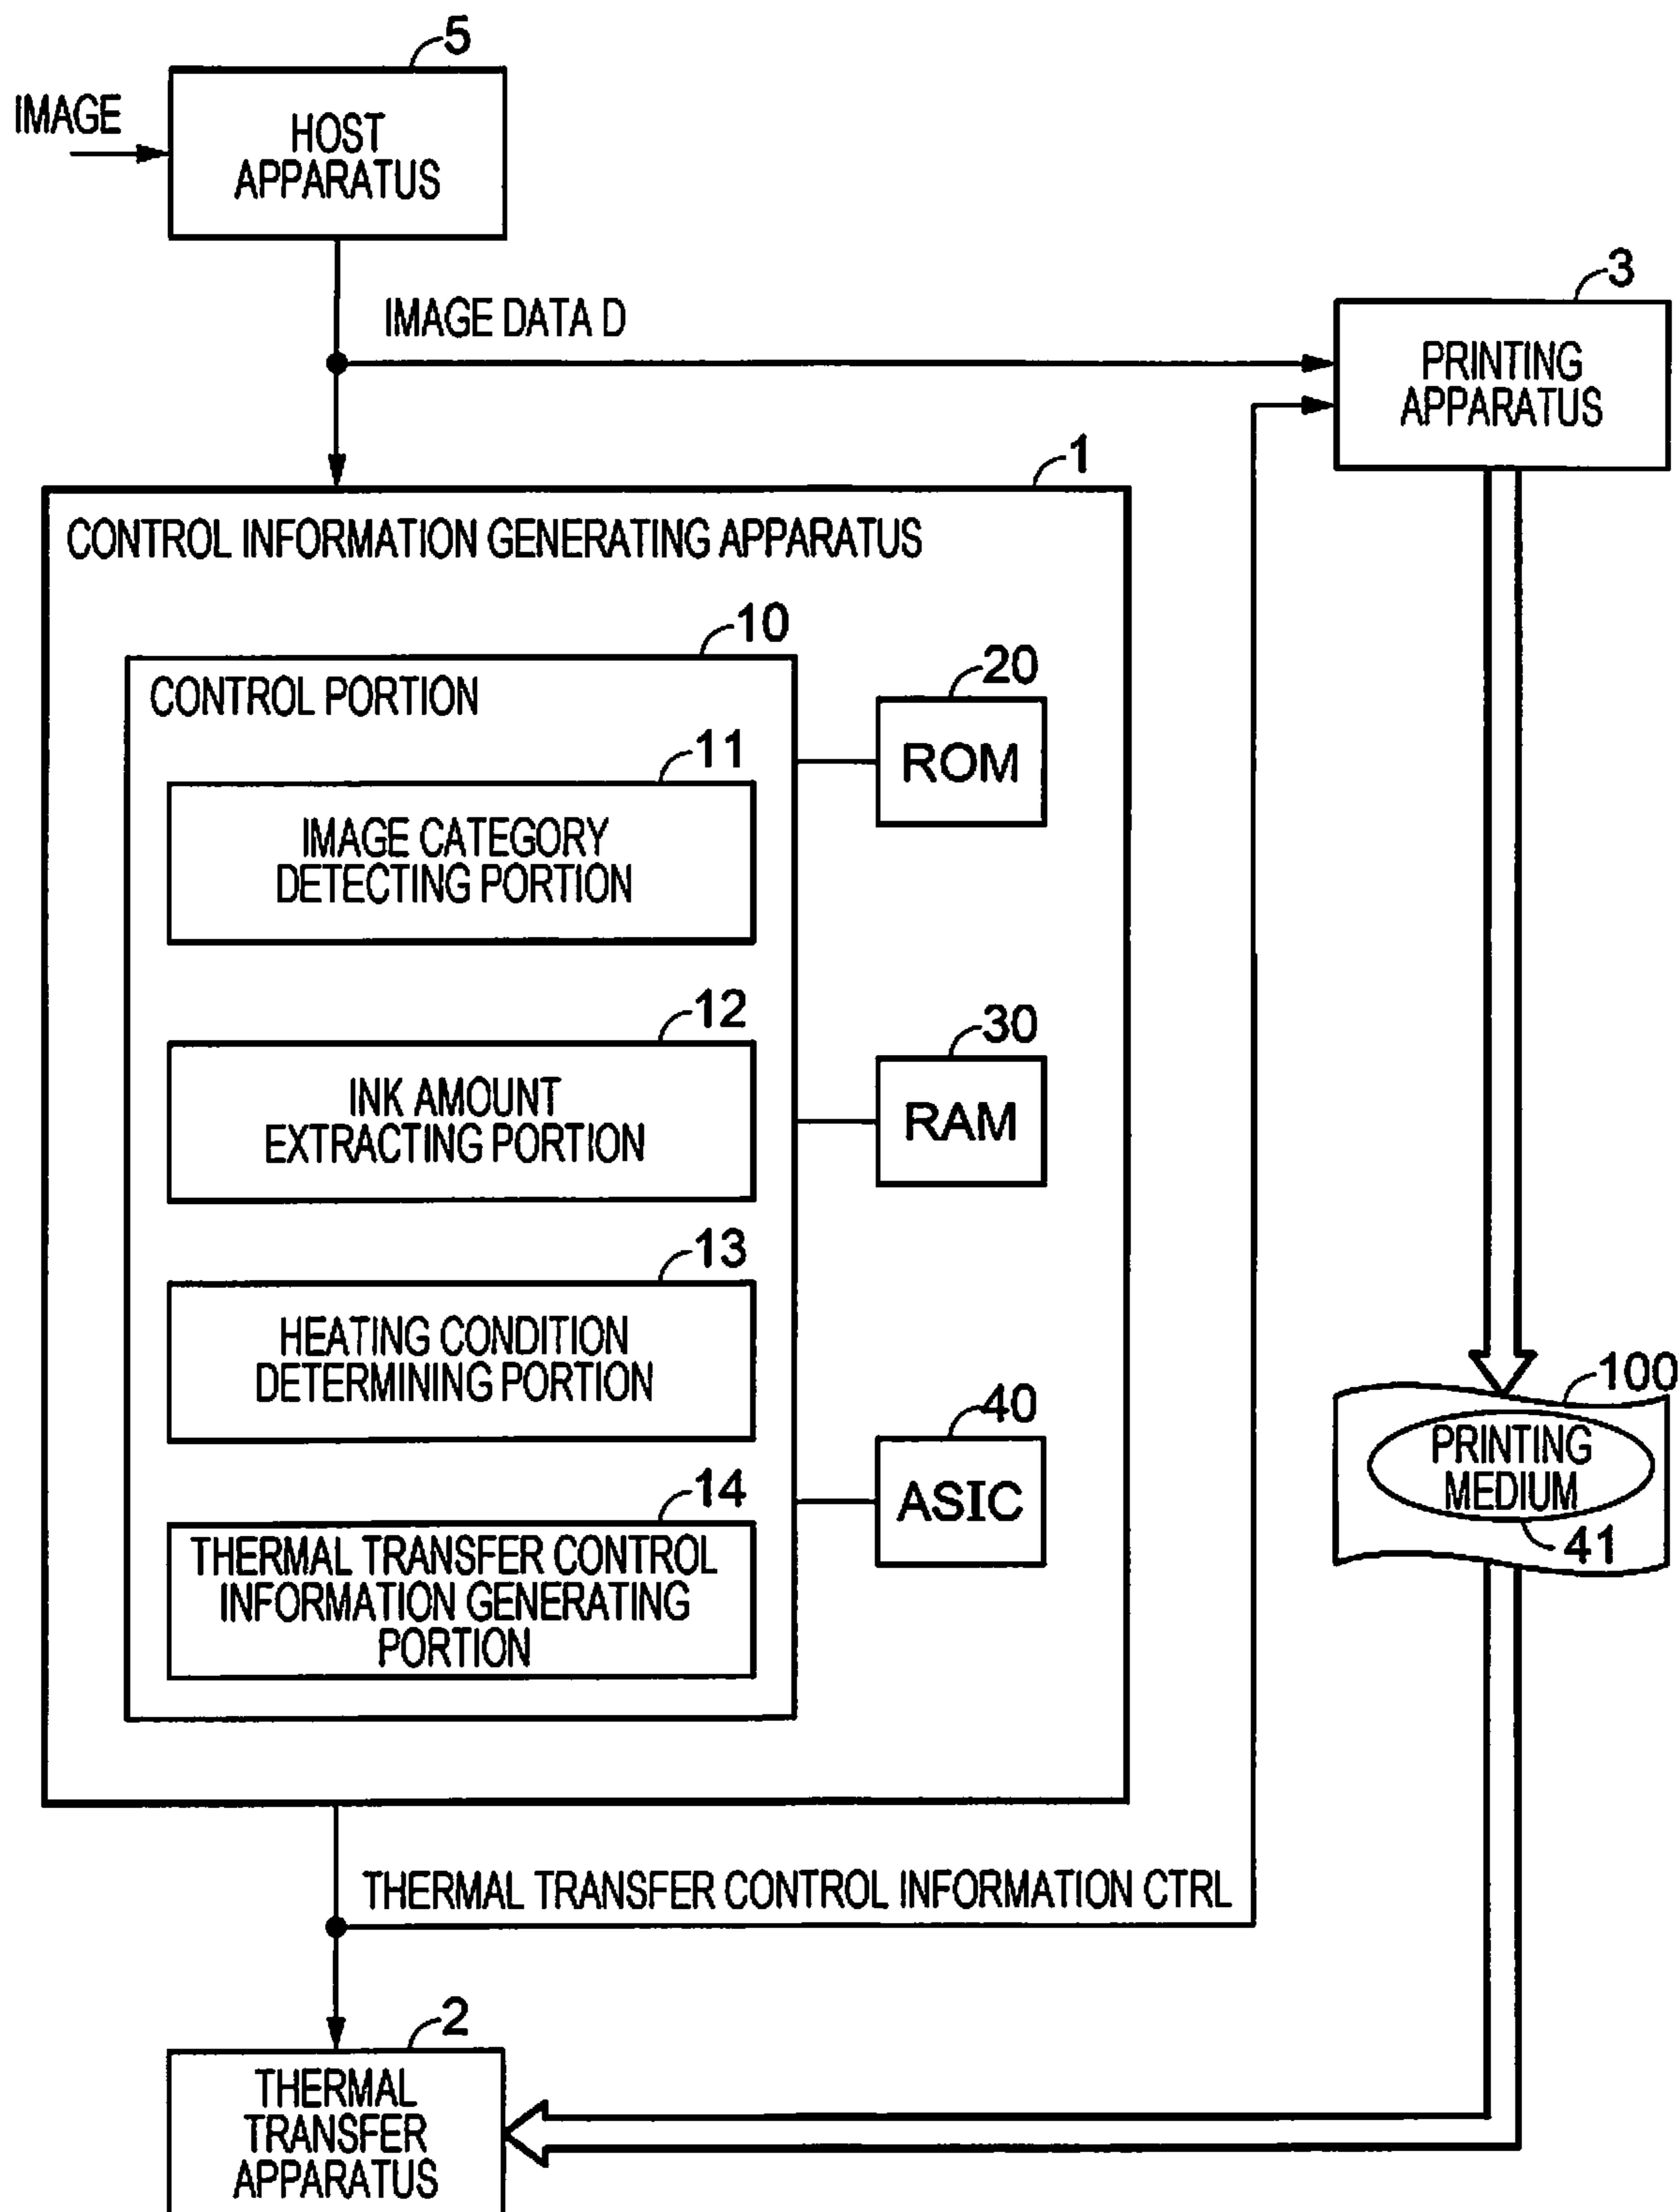 5
IMAGE
HOST
APPARATUS
3
IMAGE DATA D
PRINTING
APPARATUS
1
CONTROL INFORMATION GENERATING APPARATUS
10
CONTROL PORTION
20
ROM
11
IMAGE CATEGORY
DETECTING PORTION
12
INK AMOUNT
EXTRACTING PORTION
30
RAM
13
HEATING CONDITION
DETERMINING PORTION
40
ASIC
14
THERMAL TRANSFER CONTROL
INFORMATION GENERATING
PORTION
100
PRINTING
MEDIUM
41
THERMAL TRANSFER CONTROL INFORMATION CTRL
2
THERMAL
TRANSFER
APPARATUS